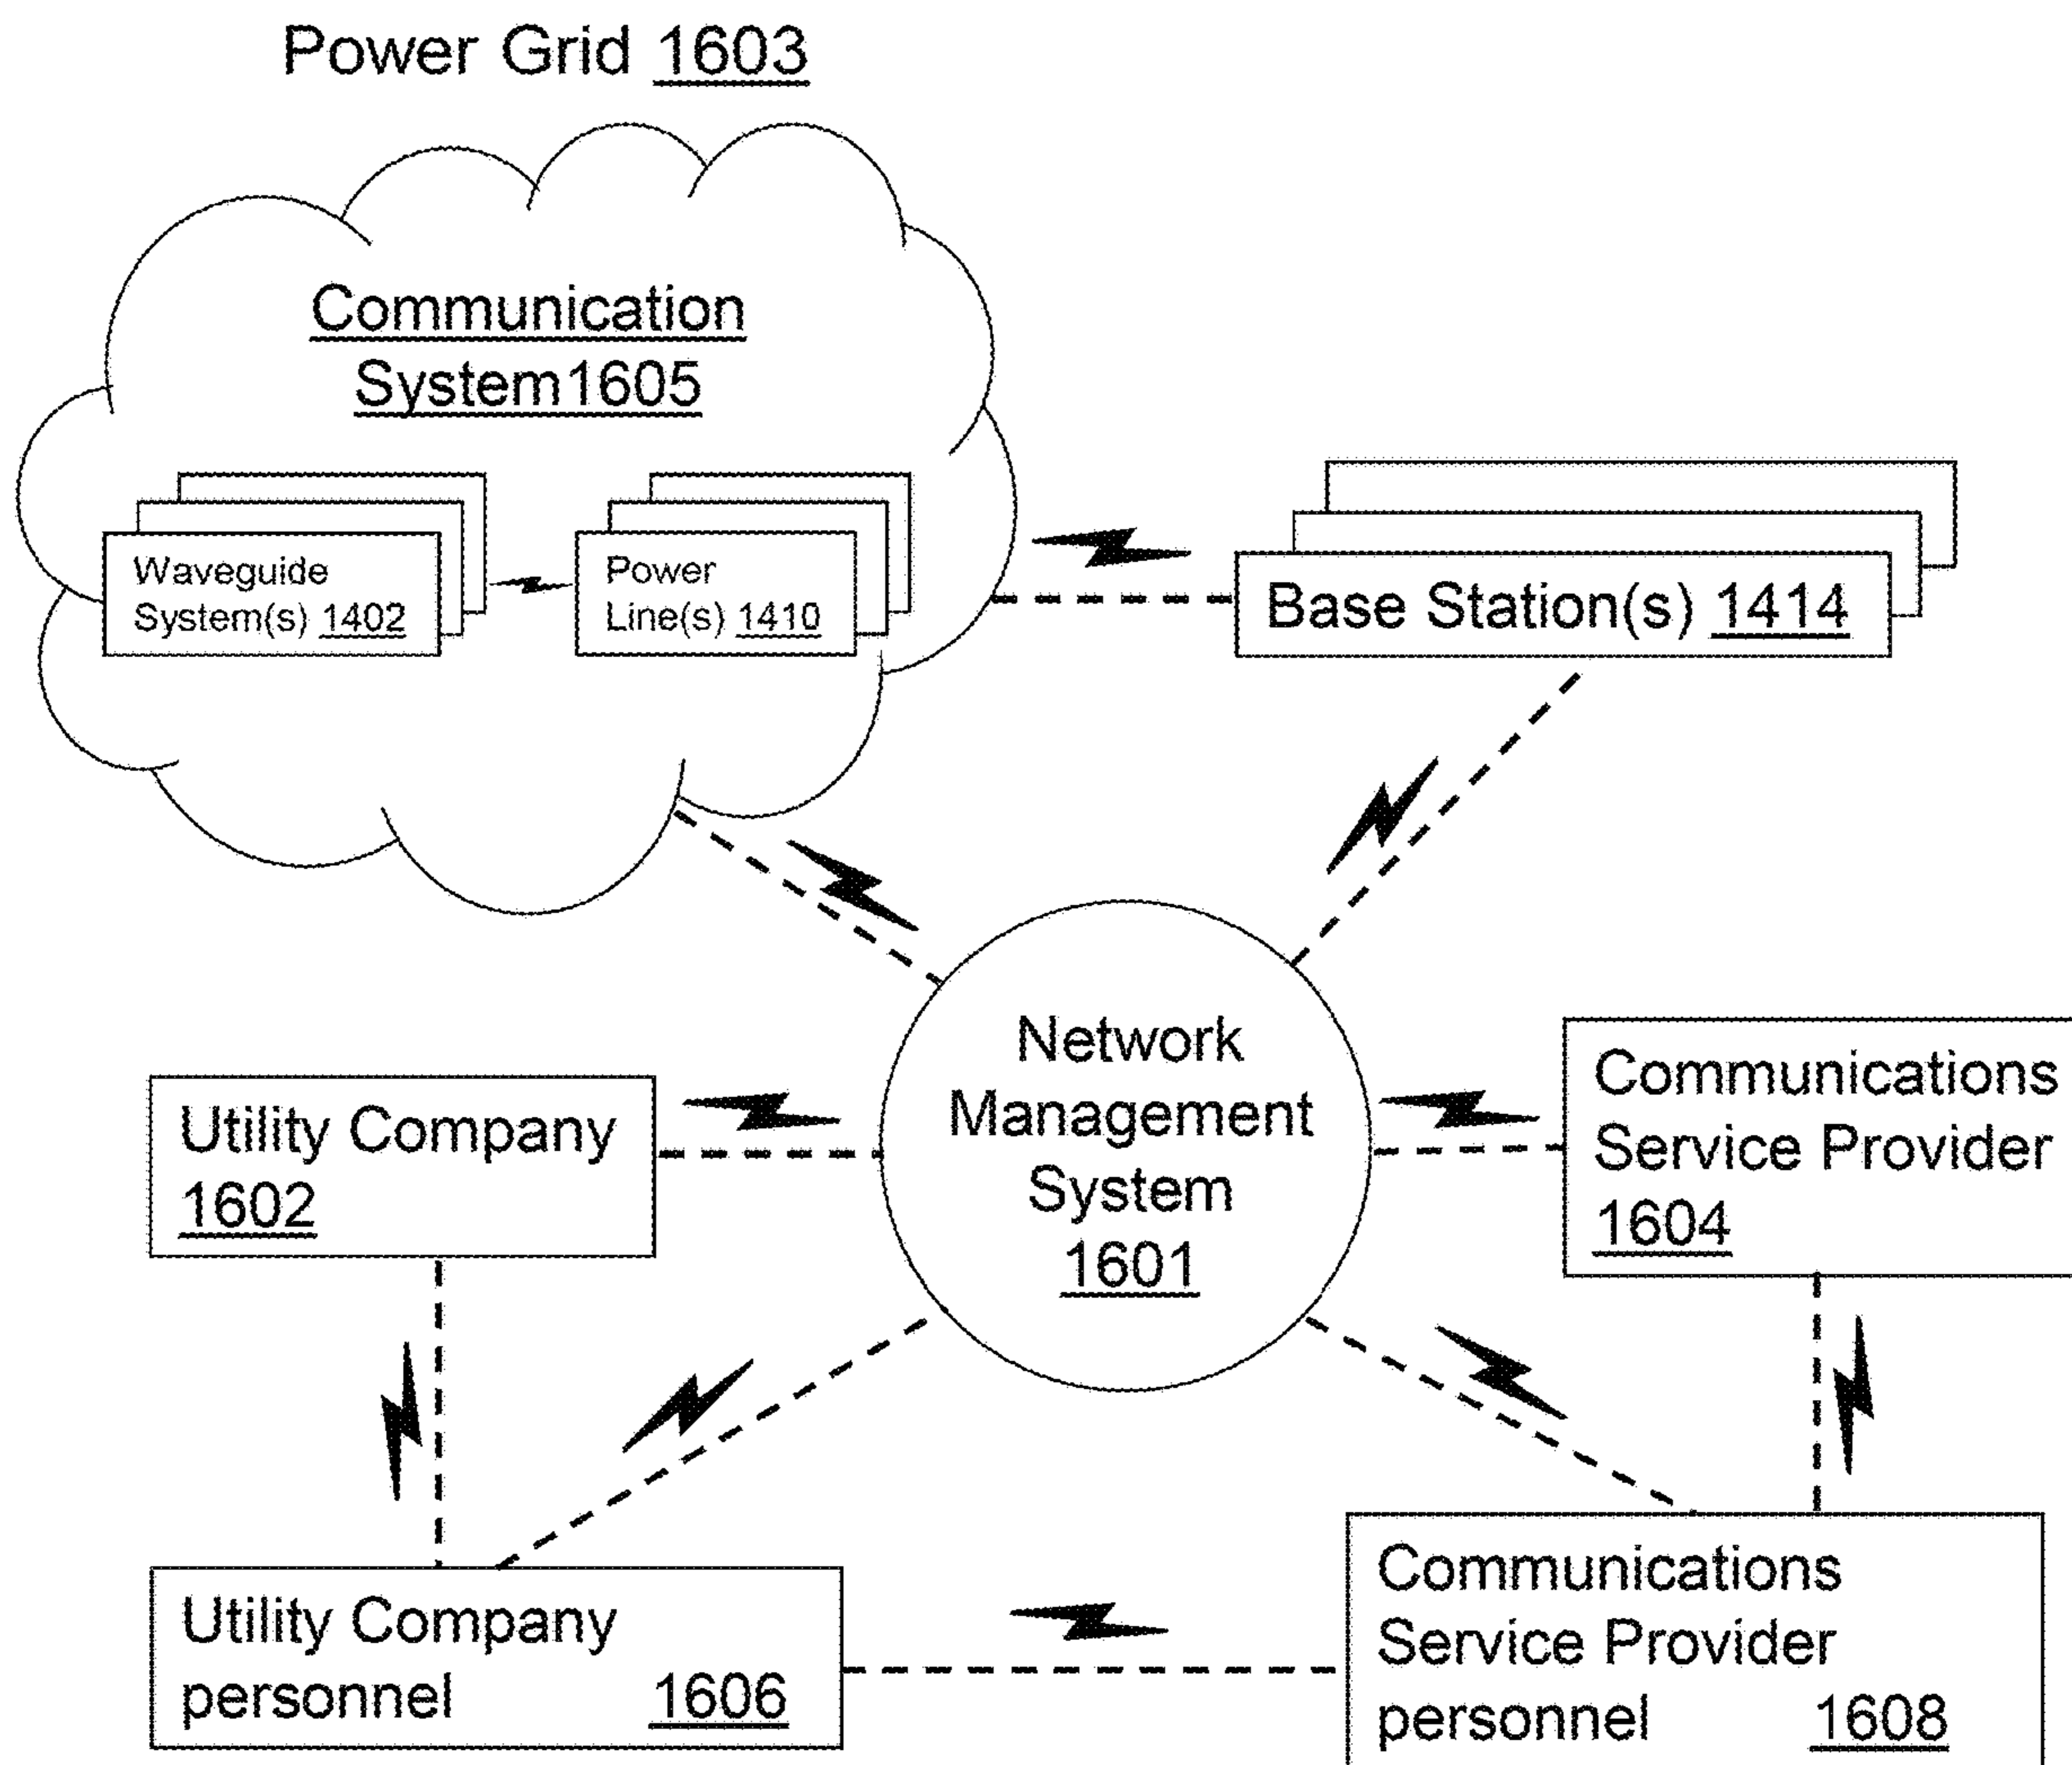 Power Grid 1603
Communication
System1605
Waveguide
System(s) 1402
Power
Line(s) 1410
Base Station(s) 1414
Network
Management
System
1601
Utility Company
1602
Communications
Service Provider
1604
Utility Company
personnel 1606
Communications
Service Provider
personnel 1608